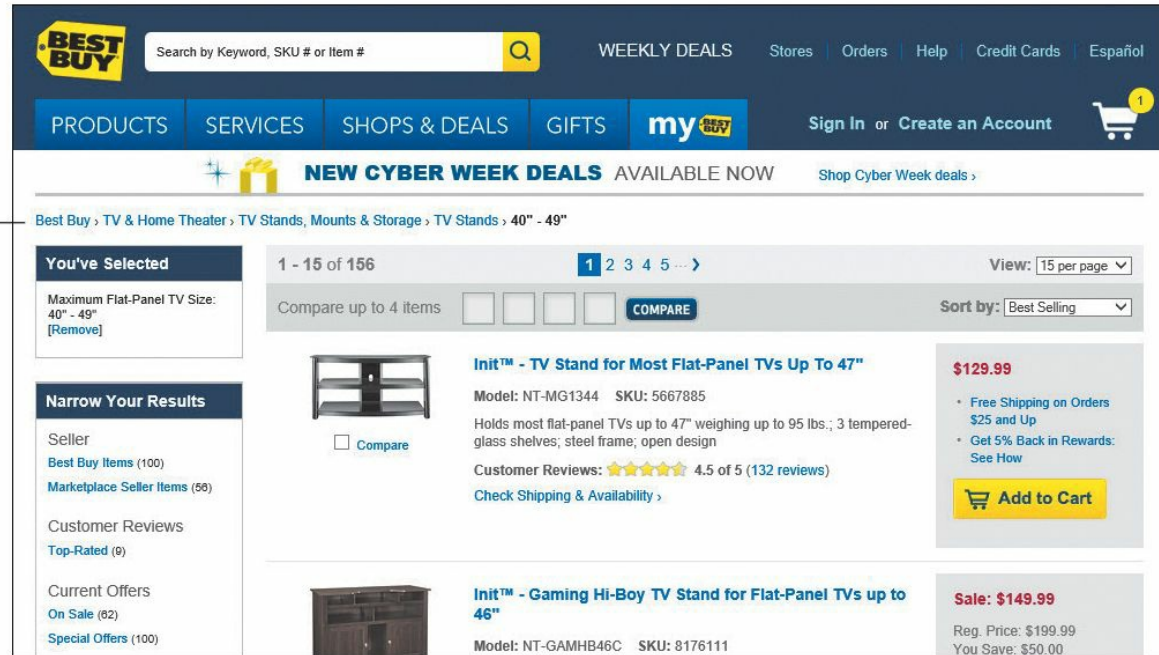 BEST BUY
Search by Keyword, SKU # or Item #
WEEKLY DEALS
Stores | Orders | Help | Credit Cards | Español
PRODUCTS
SERVICES
SHOPS & DEALS
GIFTS
my BEST BUY
Sign In or Create an Account
1
NEW CYBER WEEK DEALS AVAILABLE NOW
Shop Cyber Week deals ›
Best Buy › TV & Home Theater › TV Stands, Mounts & Storage › TV Stands › 40" - 49"
You've Selected
Maximum Flat-Panel TV Size:
40" - 49"
[Remove]
Narrow Your Results
Seller
Best Buy Items (100)
Marketplace Seller Items (56)
Customer Reviews
Top-Rated (9)
Current Offers
On Sale (62)
Special Offers (100)
1 - 15 of 156
1 2 3 4 5 ... ›
View: 15 per page
Compare up to 4 items
COMPARE
Sort by: Best Selling
Compare
Init™ - TV Stand for Most Flat-Panel TVs Up To 47"
Model: NT-MG1344 SKU: 5667885
Holds most flat-panel TVs up to 47" weighing up to 95 lbs.; 3 tempered-
glass shelves; steel frame; open design
Customer Reviews: 4.5 of 5 (132 reviews)
Check Shipping & Availability ›
$129.99
• Free Shipping on Orders
$25 and Up
• Get 5% Back in Rewards:
See How
Add to Cart
Init™ - Gaming Hi-Boy TV Stand for Flat-Panel TVs up to
46"
Model: NT-GAMHB46C SKU: 8176111
Sale: $149.99
Reg. Price: $199.99
You Save: $50.00